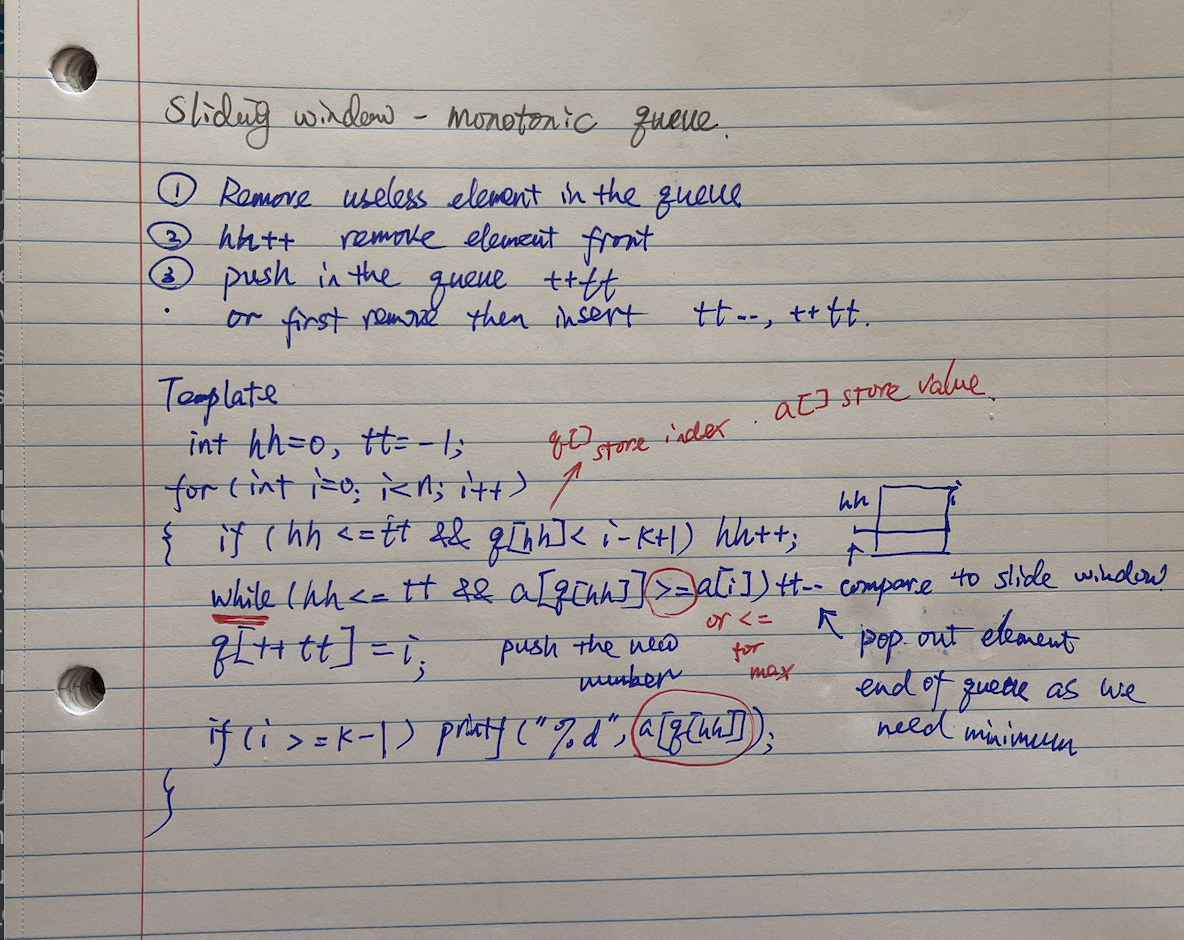 Sliding window - monotonic queue.
① Remove useless element in the queue
② hh++ remove element front
③ push in the queue ++tt
· or first remove then insert tt--, ++tt.
Template
int hh=0, tt=-1;
q[] store index . a[] store value.
for (int i=0; i<n; i++)
hh i
{ if (hh <= tt && q[hh] < i-k+1) hh++;
while (hh <= tt && a[q[hh]] >= a[i]) tt-- compare to slide window
or <= for max
q[++tt] = i; push the new number
pop out element
end of queue as we
need minimum
if (i >= k-1) printf ("%d", a[q[hh]]);
}